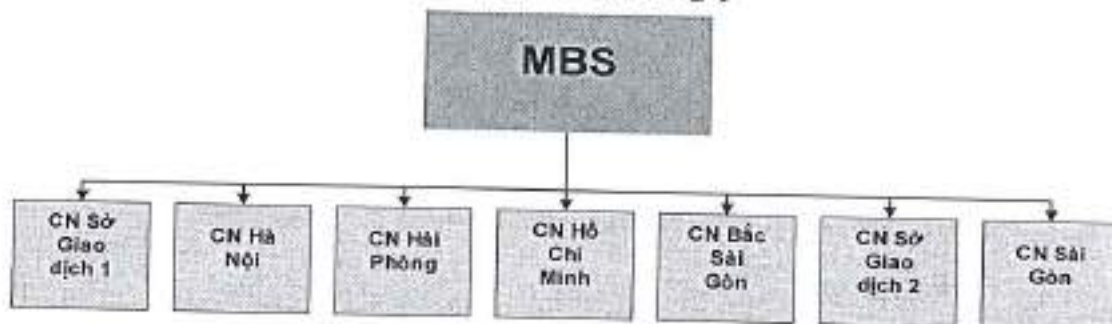 MBS
CN Sở
Giao
dịch 1
CN Hà
Nội
CN Hải
Phòng
CN Hồ
Chí
Minh
CN Bắc
Sài
Gòn
CN Sở
Giao
dịch 2
CN Sài
Gòn